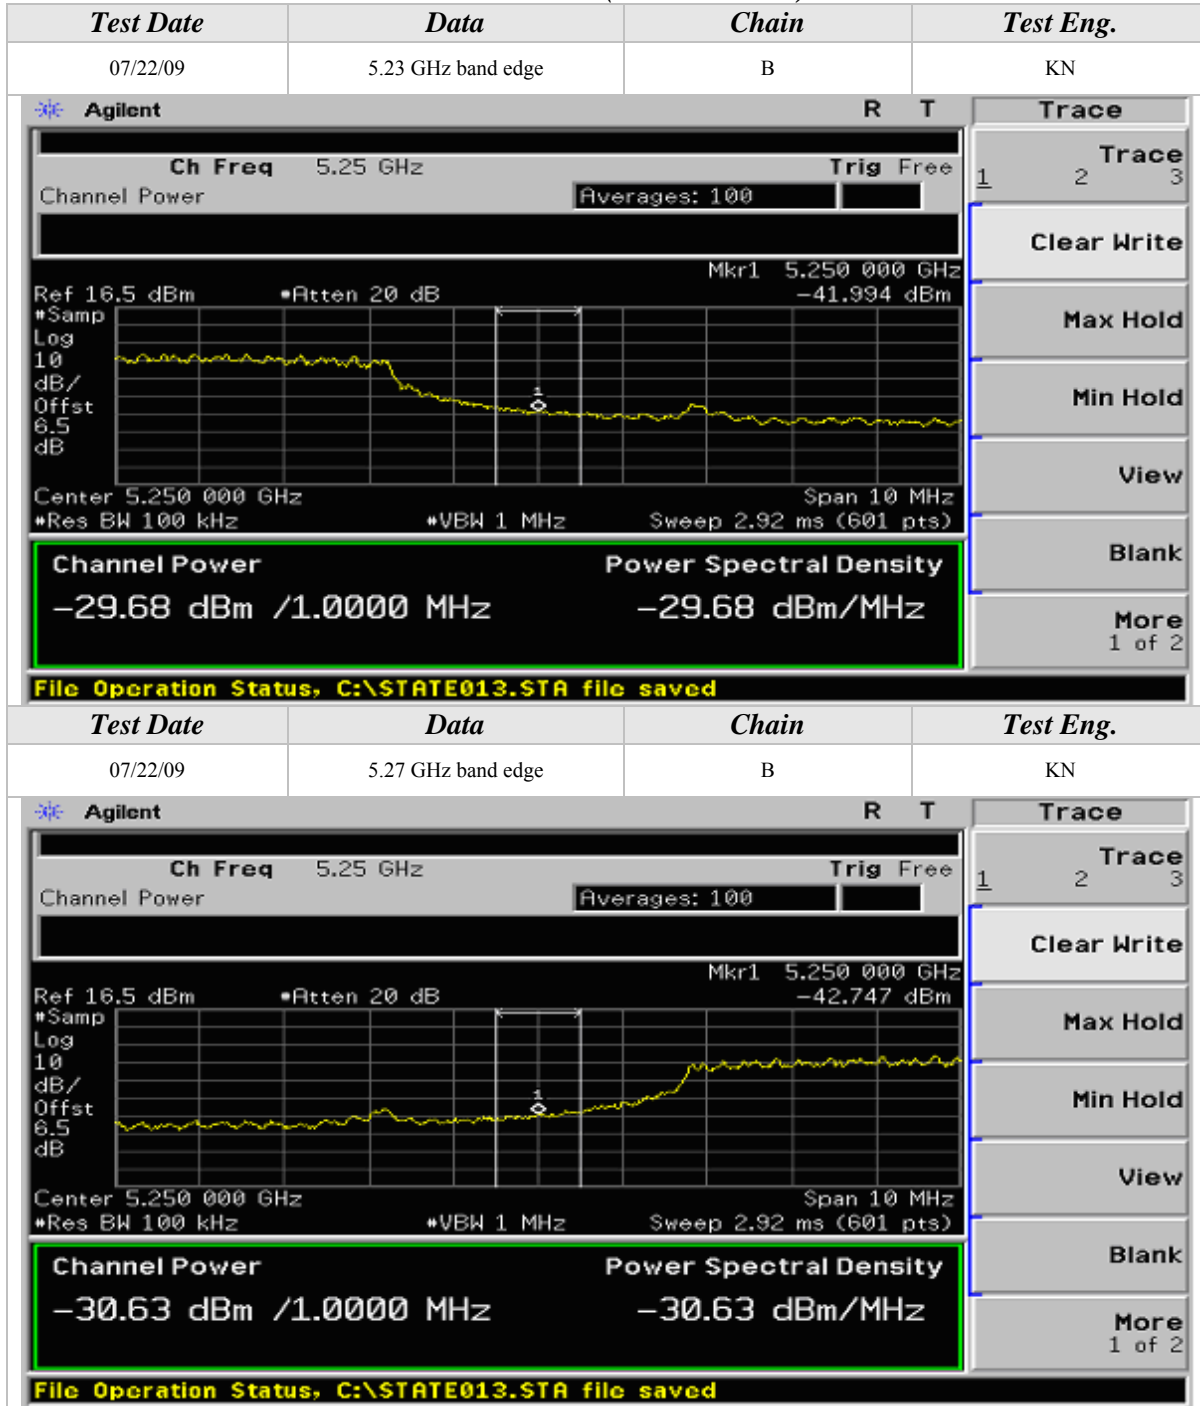 Test Date Data Chain Test Eng.
07/22/09 5.23 GHz band edge B KN
Agilent R T Trace
Ch Freq 5.25 GHz Trig Free
Channel Power Averages: 100
Trace
1 2 3
Clear Write
Mkr1 5.250 000 GHz
Ref 16.5 dBm •Atten 20 dB −41.994 dBm
#Samp
Log
10
dB/
Offst
6.5
dB
1
Max Hold
Min Hold
View
Center 5.250 000 GHz Span 10 MHz
#Res BW 100 kHz #VBW 1 MHz Sweep 2.92 ms (601 pts)
Channel Power Power Spectral Density
−29.68 dBm /1.0000 MHz −29.68 dBm/MHz
Blank
More
1 of 2
File Operation Status, C:\STATE013.STA file saved
Test Date Data Chain Test Eng.
07/22/09 5.27 GHz band edge B KN
Agilent R T Trace
Ch Freq 5.25 GHz Trig Free
Channel Power Averages: 100
Trace
1 2 3
Clear Write
Mkr1 5.250 000 GHz
Ref 16.5 dBm •Atten 20 dB −42.747 dBm
#Samp
Log
10
dB/
Offst
6.5
dB
1
Max Hold
Min Hold
View
Center 5.250 000 GHz Span 10 MHz
#Res BW 100 kHz #VBW 1 MHz Sweep 2.92 ms (601 pts)
Channel Power Power Spectral Density
−30.63 dBm /1.0000 MHz −30.63 dBm/MHz
Blank
More
1 of 2
File Operation Status, C:\STATE013.STA file saved